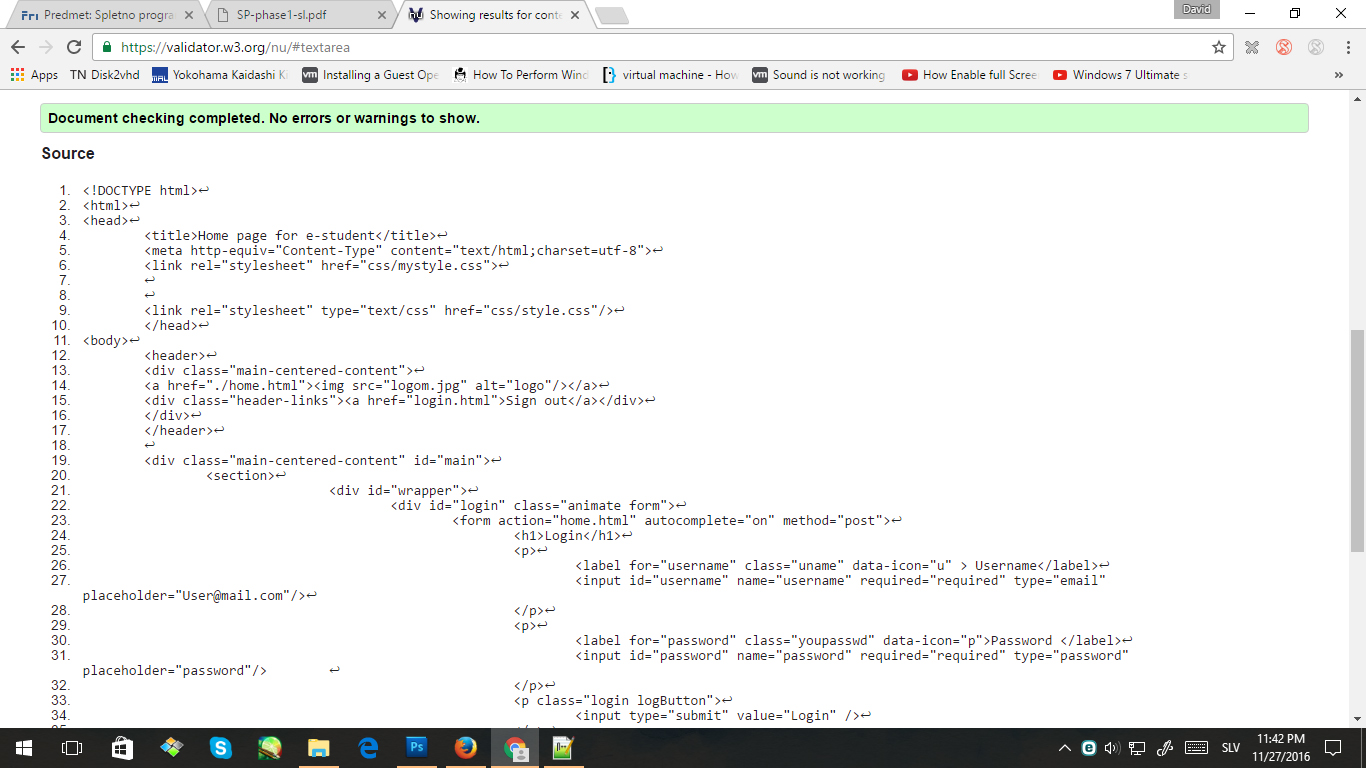 Predmet: Spletno progra
SP-phase1-sl.pdf
Showing results for conte
David
https://validator.w3.org/nu/#textarea
Apps
TN Disk2vhd
Yokohama Kaidashi Ki
Installing a Guest Ope
How To Perform Wind
virtual machine - How
Sound is not working
How Enable full Scree
Windows 7 Ultimate s
Document checking completed. No errors or warnings to show.
Source
1. <!DOCTYPE html>↩
2. <html>↩
3. <head>↩
4. <title>Home page for e-student</title>↩
5. <meta http-equiv="Content-Type" content="text/html;charset=utf-8">↩
6. <link rel="stylesheet" href="css/mystyle.css">↩
7. ↩
8. ↩
9. <link rel="stylesheet" type="text/css" href="css/style.css"/>↩
10. </head>↩
11. <body>↩
12. <header>↩
13. <div class="main-centered-content">↩
14. <a href="./home.html"><img src="logom.jpg" alt="logo"/></a>↩
15. <div class="header-links"><a href="login.html">Sign out</a></div>↩
16. </div>↩
17. </header>↩
18. ↩
19. <div class="main-centered-content" id="main">↩
20. <section>↩
21. <div id="wrapper">↩
22. <div id="login" class="animate form">↩
23. <form action="home.html" autocomplete="on" method="post">↩
24. <h1>Login</h1>↩
25. <p>↩
26. <label for="username" class="uname" data-icon="u" > Username</label>↩
27. <input id="username" name="username" required="required" type="email"
placeholder="User@mail.com"/>↩
28. </p>↩
29. <p>↩
30. <label for="password" class="youpasswd" data-icon="p">Password </label>↩
31. <input id="password" name="password" required="required" type="password"
placeholder="password"/> ↩
32. </p>↩
33. <p class="login logButton">↩
34. <input type="submit" value="Login" />↩
SLV
11:42 PM
11/27/2016